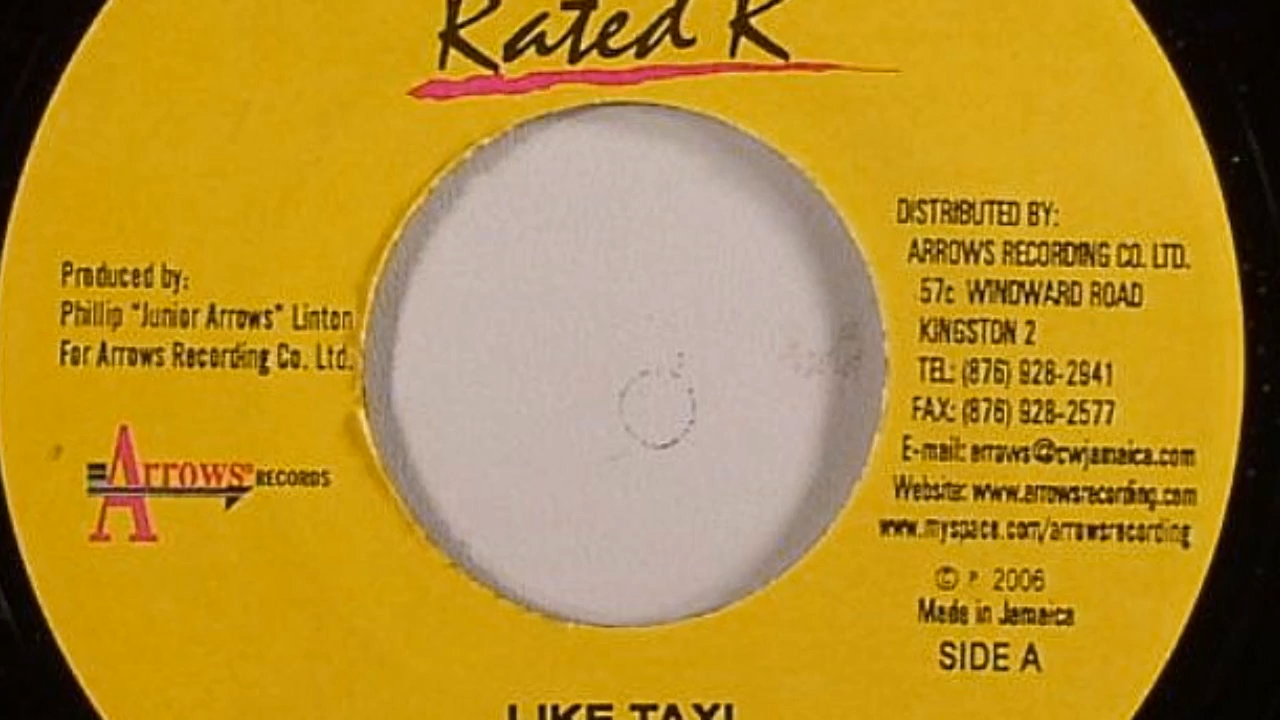 Rated R
Produced by:
Phillip "Junior Arrows" Linton
For Arrows Recording Co. Ltd.
Arrows RECORDS
DISTRIBUTED BY:
ARROWS RECORDING CO. LTD.
57c WINDWARD ROAD
KINGSTON 2
TEL: (876) 928-2941
FAX: (876) 928-2577
E-mail: arrows@cwjamaica.com
Website: www.arrowsrecording.com
www.myspace.com/arrowsrecording
© P 2006
Made in Jamaica
SIDE A
LIKE TAXI